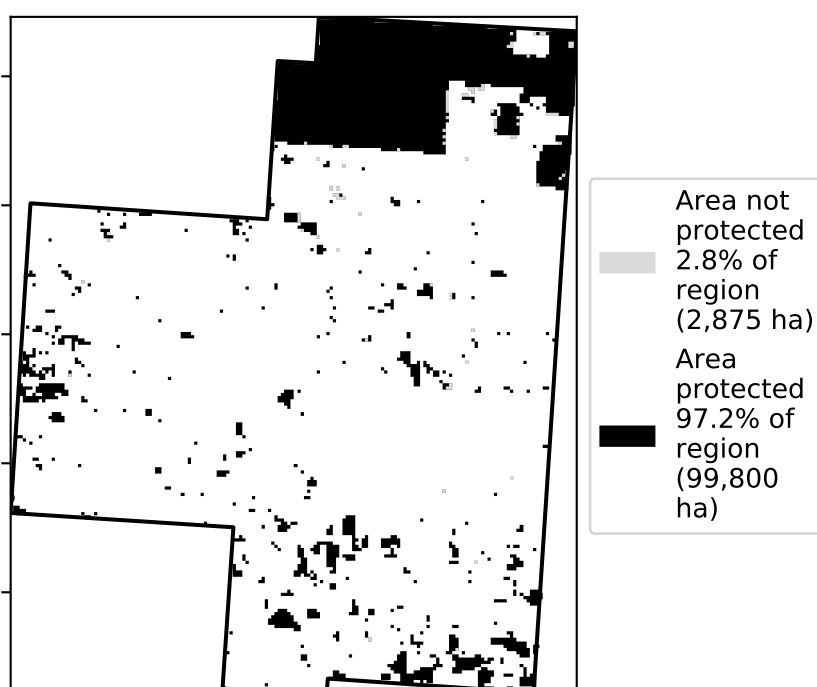 Area not
protected
2.8% of
region
(2,875 ha)
Area
protected
97.2% of
region
(99,800
ha)